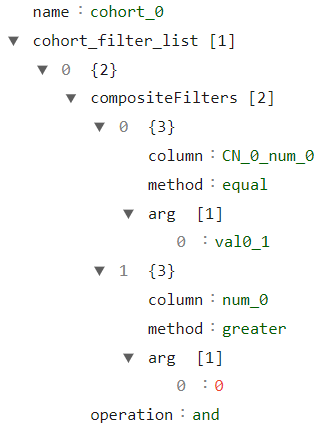 name : cohort_0
▼ cohort_filter_list [1]
▼ 0 {2}
▼ compositeFilters [2]
▼ 0 {3}
column : CN_0_num_0
method : equal
▼ arg [1]
0 : val0_1
▼ 1 {3}
column : num_0
method : greater
▼ arg [1]
0 : 0
operation : and